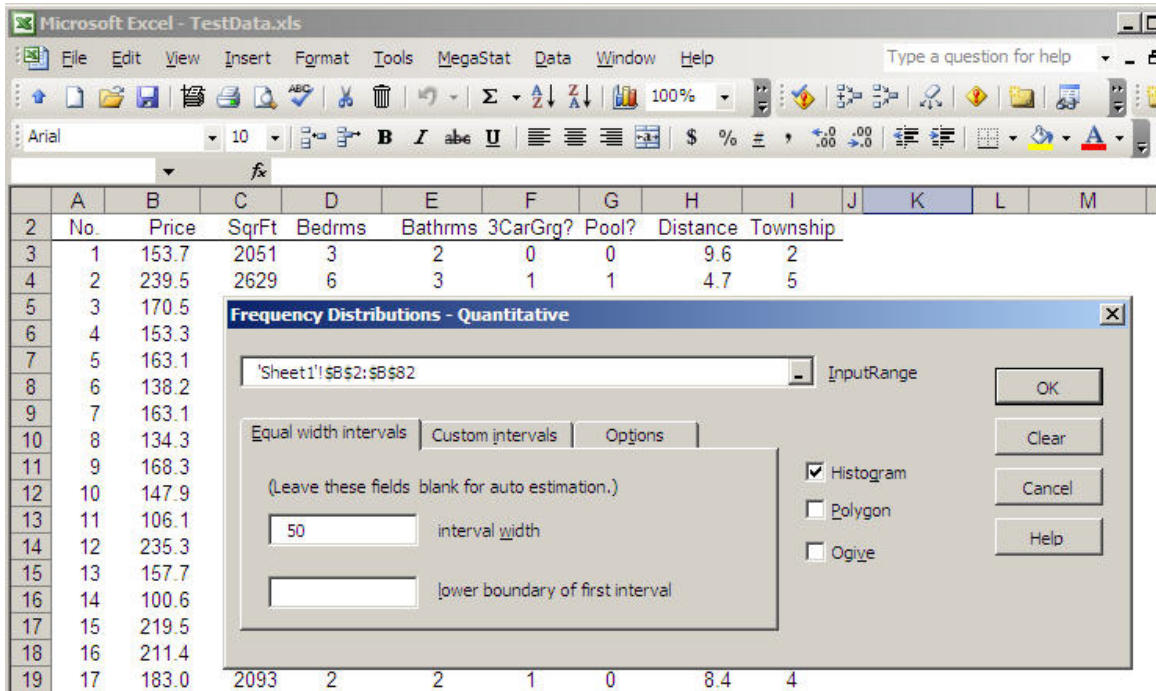 Microsoft Excel - TestData.xls
File Edit View Insert Format Tools MegaStat Data Window Help Type a question for help
ABC Σ A Z Z A 100%
Arial 10 B I abc U a $ % ± , .00 .0
fx
A B C D E F G H I J K L M
2 No. Price SqrFt Bedrms Bathrms 3CarGrg? Pool? Distance Township
3 1 153.7 2051 3 2 0 0 9.6 2
4 2 239.5 2629 6 3 1 1 4.7 5
5 3 170.5
6 4 153.3
7 5 163.1
8 6 138.2
9 7 163.1
10 8 134.3
11 9 168.3
12 10 147.9
13 11 106.1
14 12 235.3
15 13 157.7
16 14 100.6
17 15 219.5
18 16 211.4
19 17 183.0 2093 2 2 1 0 8.4 4
Frequency Distributions - Quantitative
'Sheet1'!$B$2:$B$82 InputRange
OK
Clear
Cancel
Help
Equal width intervals Custom intervals Options
(Leave these fields blank for auto estimation.)
50 interval width
lower boundary of first interval
Histogram
Polygon
Ogive